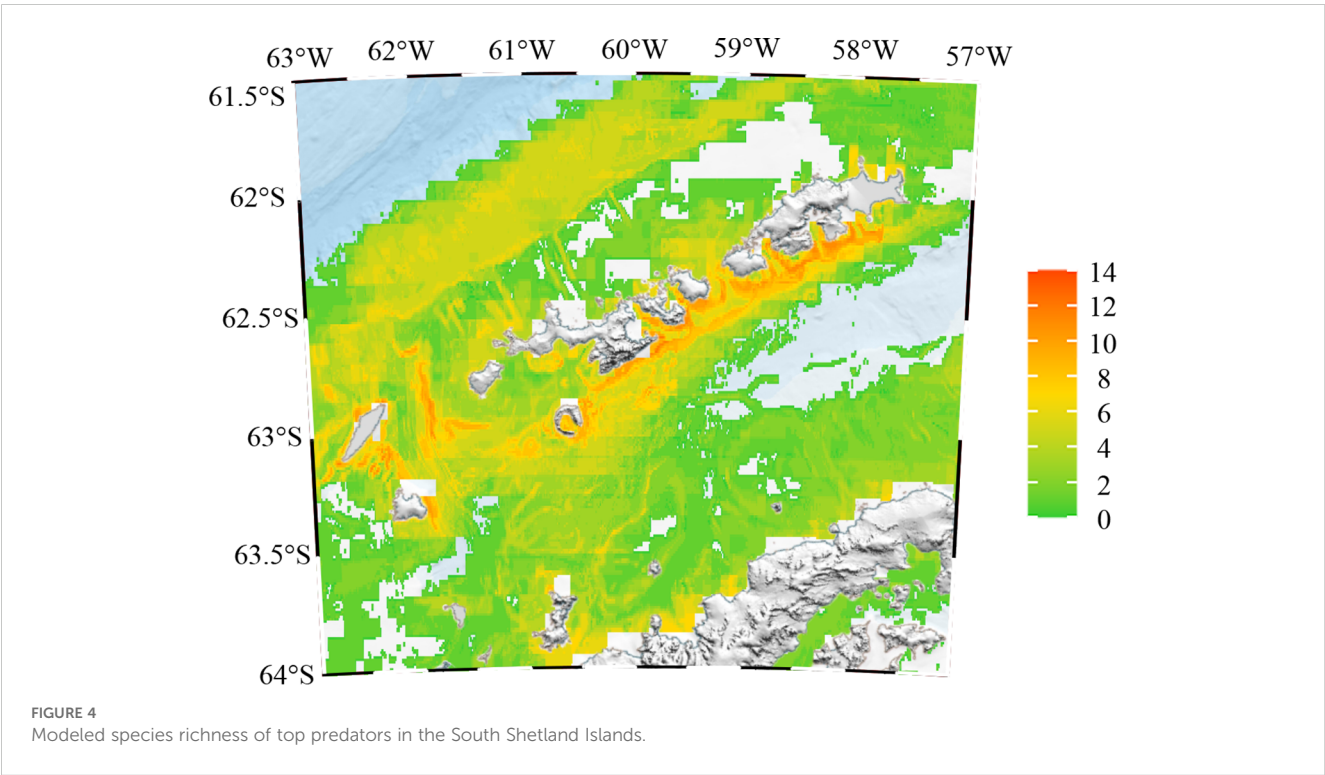 63°W 62°W 61°W 60°W 59°W 58°W 57°W
61.5°S
62°S
62.5°S
63°S
63.5°S
64°S
14
12
10
8
6
4
2
0
FIGURE 4
Modeled species richness of top predators in the South Shetland Islands.